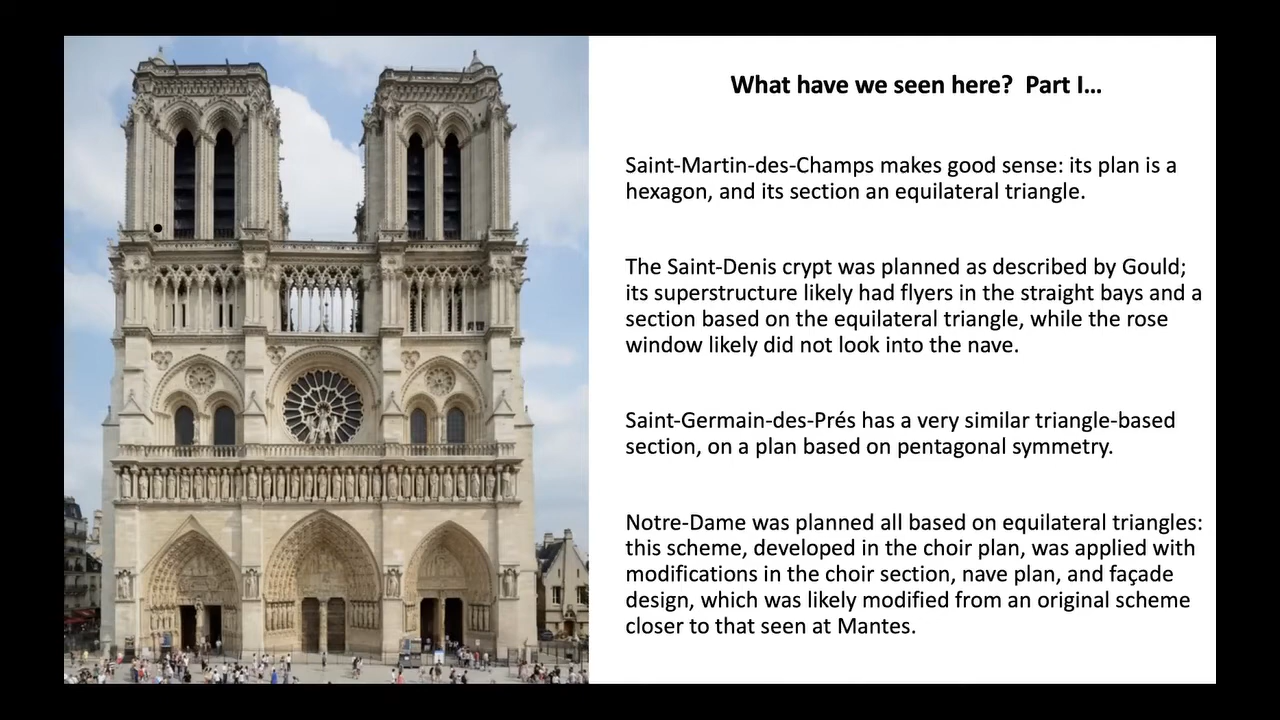 What have we seen here?  Part I...
Saint-Martin-des-Champs makes good sense: its plan is a
hexagon, and its section an equilateral triangle.
The Saint-Denis crypt was planned as described by Gould;
its superstructure likely had flyers in the straight bays and a
section based on the equilateral triangle, while the rose
window likely did not look into the nave.
Saint-Germain-des-Prés has a very similar triangle-based
section, on a plan based on pentagonal symmetry.
Notre-Dame was planned all based on equilateral triangles:
this scheme, developed in the choir plan, was applied with
modifications in the choir section, nave plan, and façade
design, which was likely modified from an original scheme
closer to that seen at Mantes.